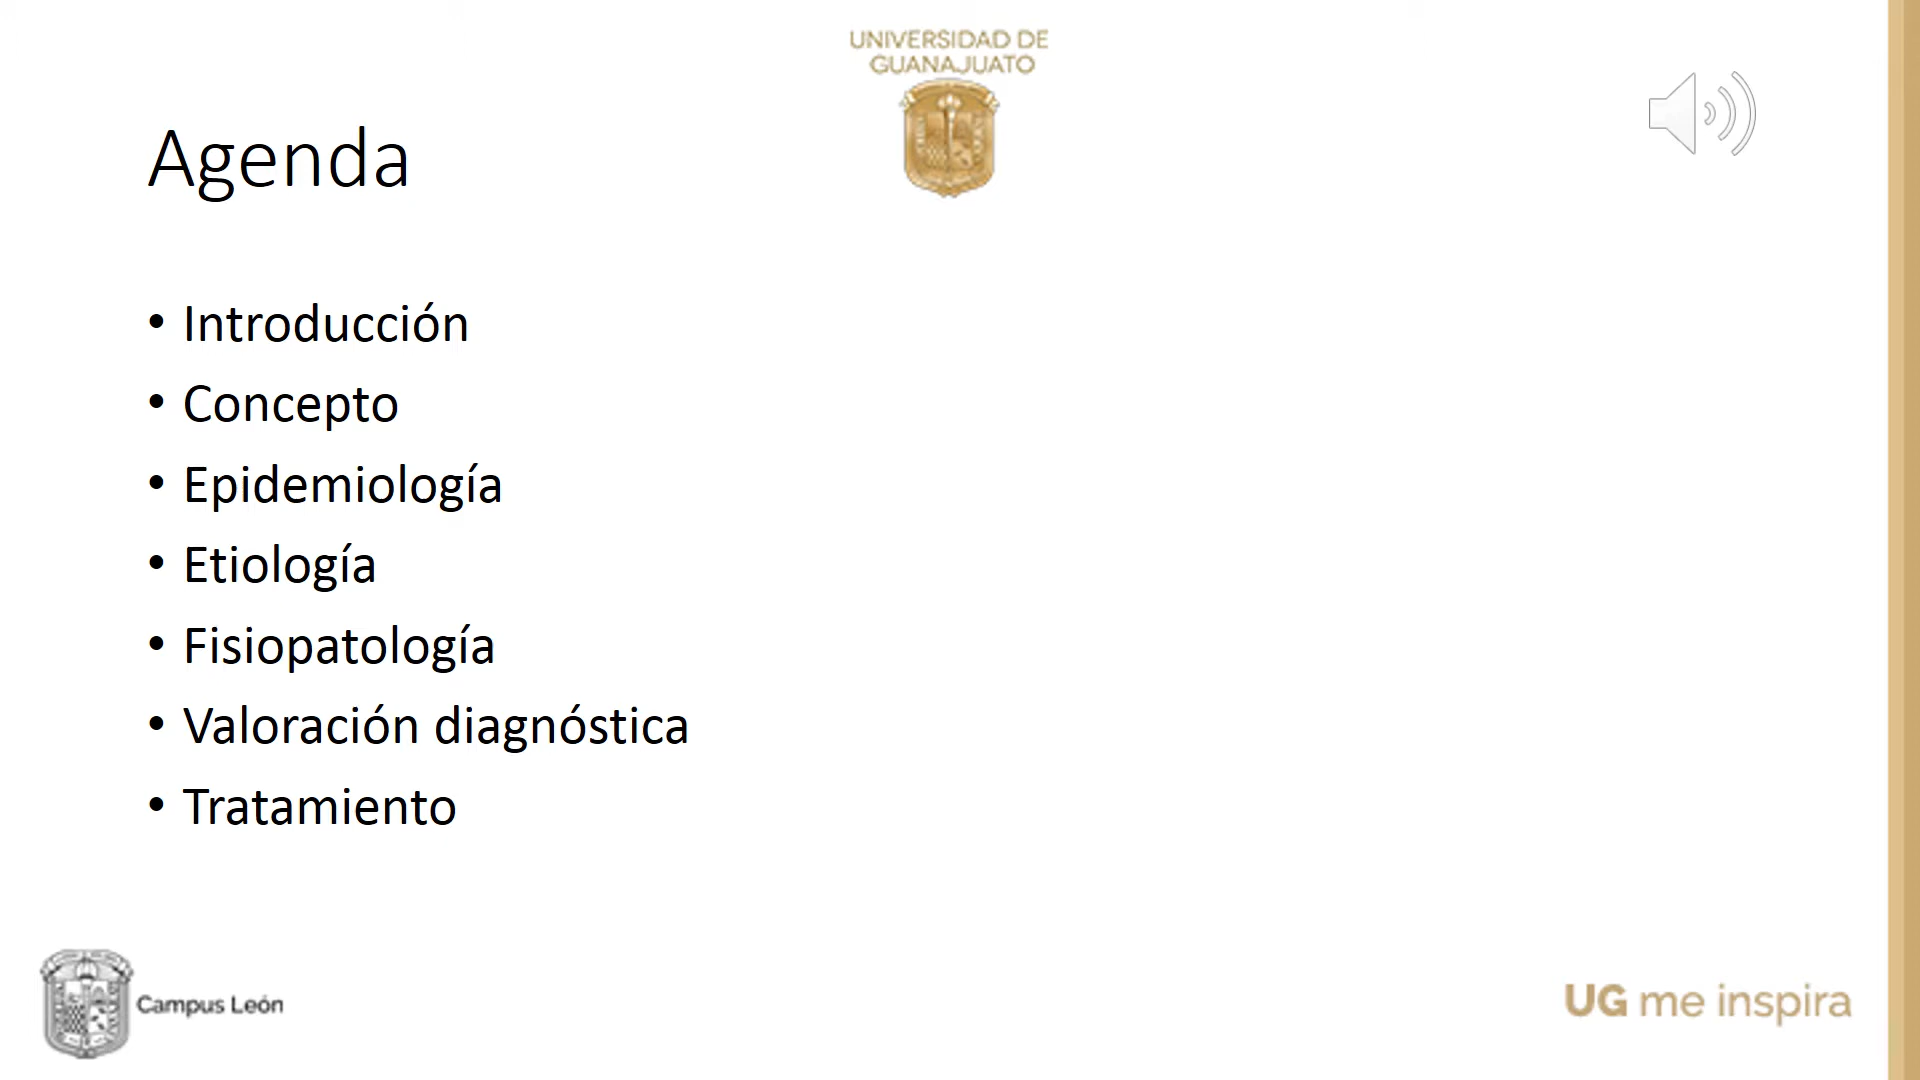 UNIVERSIDAD DE
GUANAJUATO
Agenda
• Introducción
• Concepto
• Epidemiología
• Etiología
• Fisiopatología
• Valoración diagnóstica
• Tratamiento
Campus León
UG me inspira